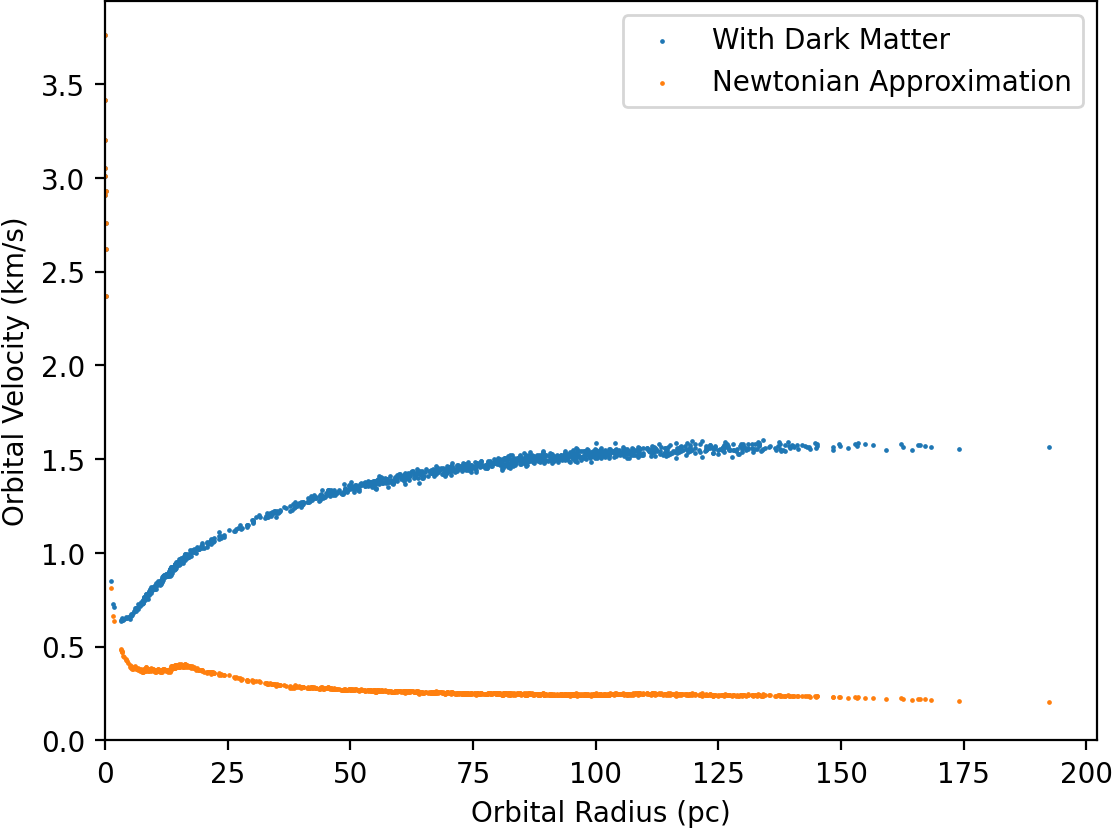 With Dark Matter
Newtonian Approximation
Orbital Velocity (km/s)
3.5
3.0
2.5
2.0
1.5
1.0
0.5
0.0
0 25 50 75 100 125 150 175 200
Orbital Radius (pc)